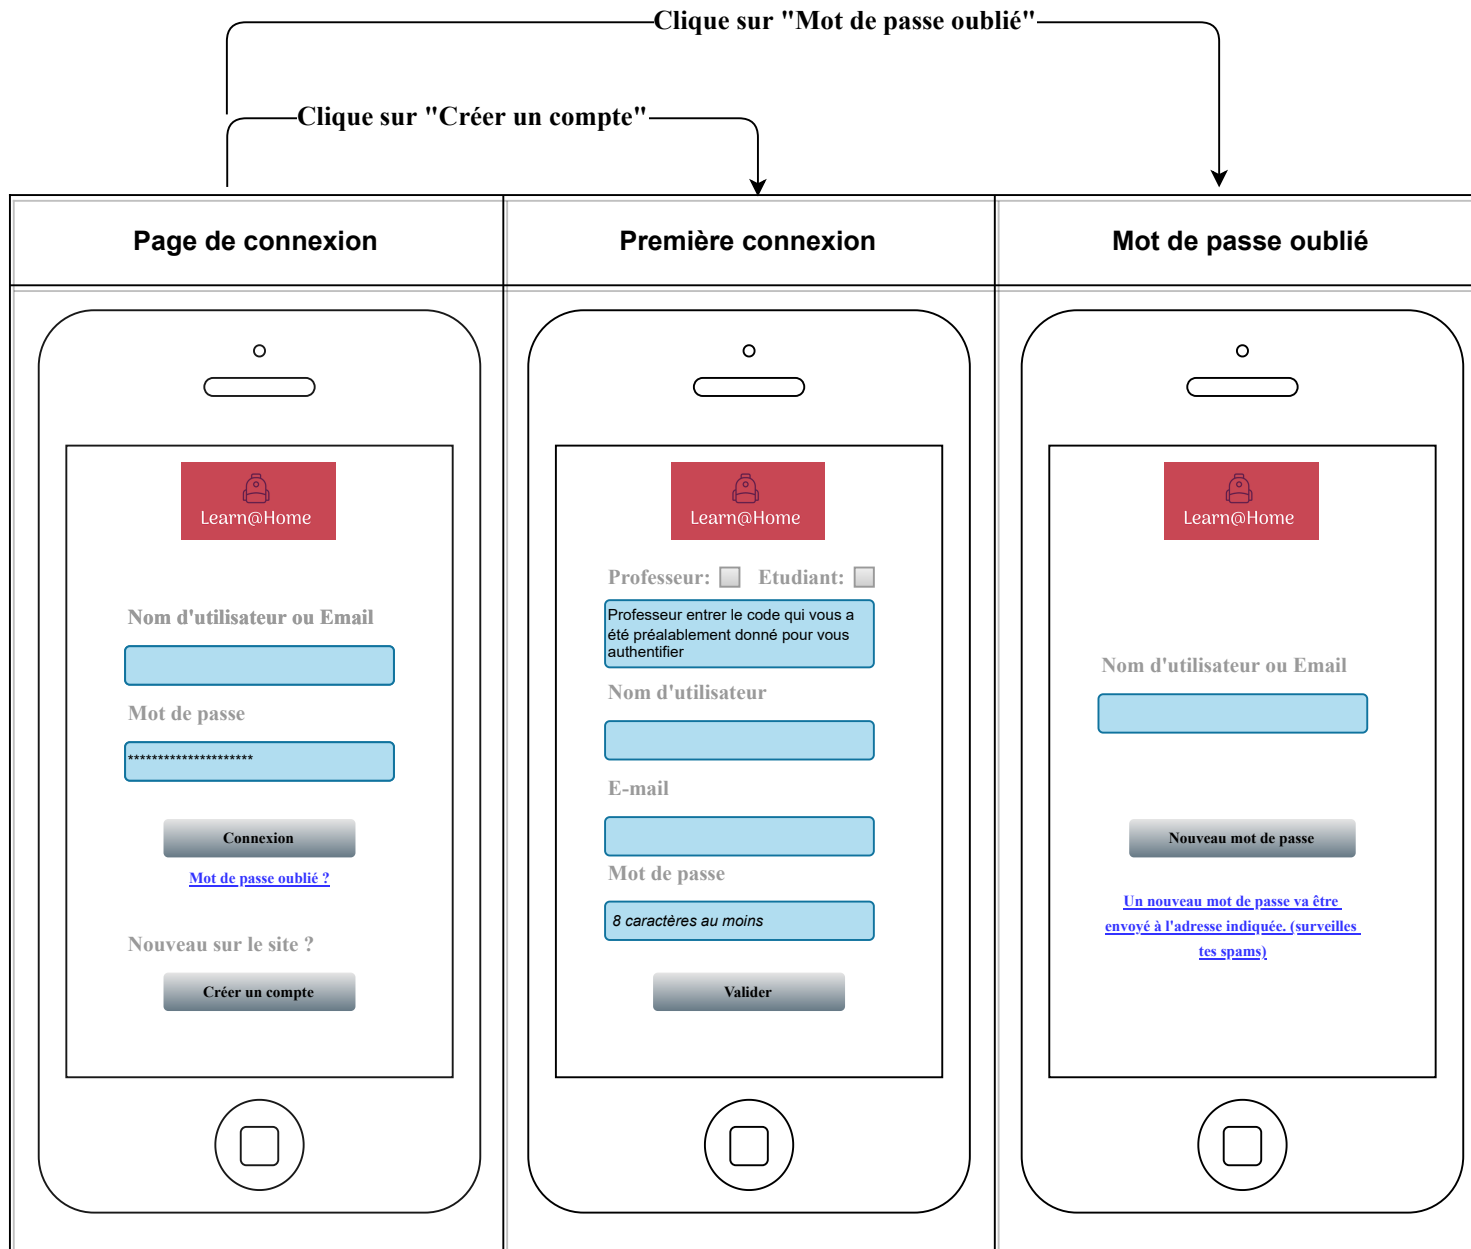 Clique sur "Mot de passe oublié"
Clique sur "Créer un compte"
Page de connexion
Première connexion
Mot de passe oublié
Learn@Home
Nom d'utilisateur ou Email
Mot de passe
*********************
Connexion
Mot de passe oublié ?
Nouveau sur le site ?
Créer un compte
Learn@Home
Professeur: Etudiant:
Professeur entrer le code qui vous a
été préalablement donné pour vous
authentifier
Nom d'utilisateur
E-mail
Mot de passe
8 caractères au moins
Valider
Learn@Home
Nom d'utilisateur ou Email
Nouveau mot de passe
Un nouveau mot de passe va être
envoyé à l'adresse indiquée. (surveilles
tes spams)